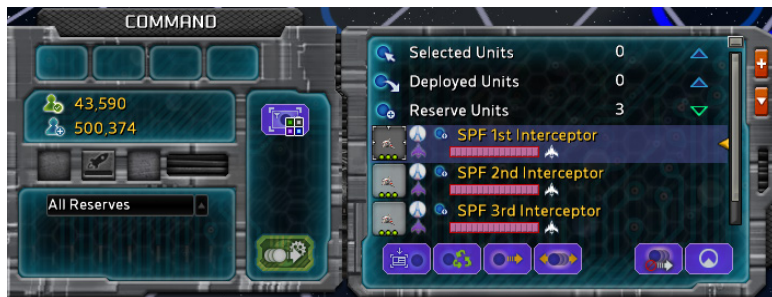 COMMAND
43,590
500,374
All Reserves
Selected Units 0
Deployed Units 0
Reserve Units 3
SPF 1st Interceptor
SPF 2nd Interceptor
SPF 3rd Interceptor